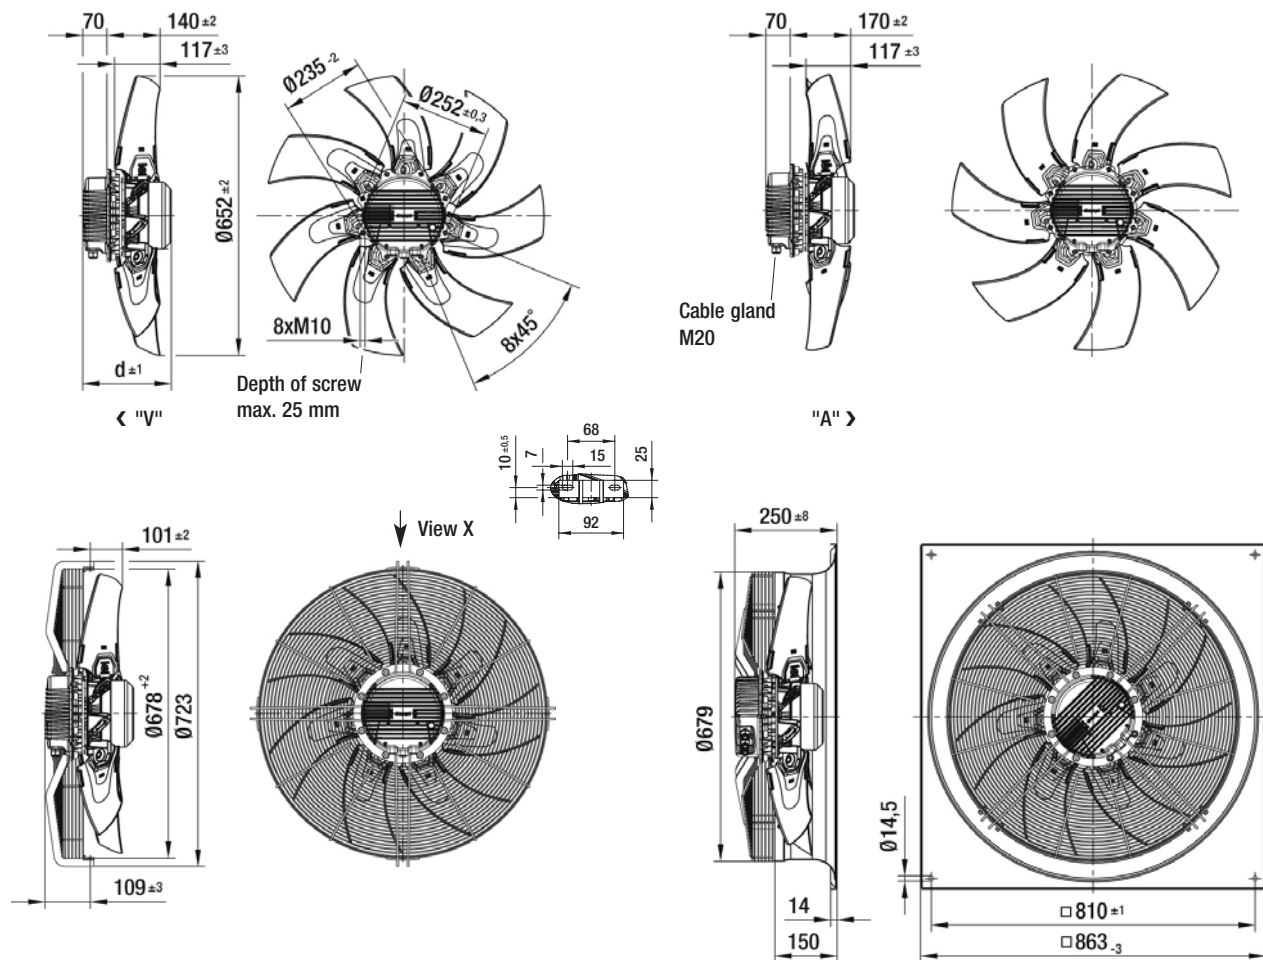 70
140 ±2
117 ±3
Ø235 -2
Ø252 ±0,3
Ø652 ±2
8xM10
8x45°
d ±1
Depth of screw
max. 25 mm
❮ "V"
70
170 ±2
117 ±3
Cable gland
M20
"A" ❯
68
10 ±0,5
7
15
25
92
View X
101 ±2
Ø678 +2
Ø723
109 ±3
250 ±8
Ø679
14
150
Ø14,5
□ 810 ±1
□ 863 -3